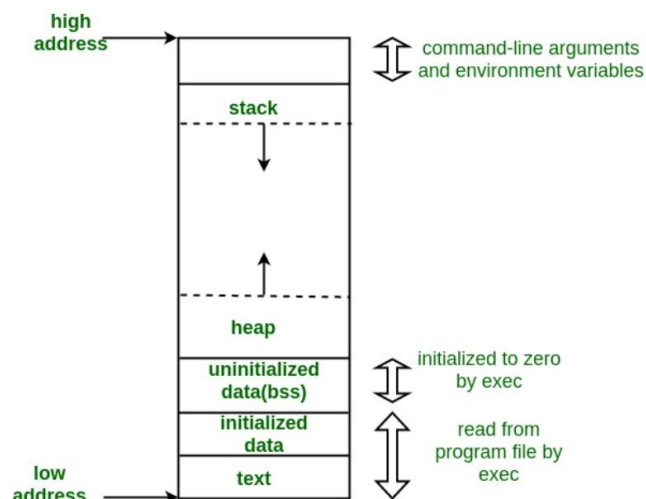 high
address
command-line arguments
and environment variables
stack
heap
uninitialized
data(bss)
initialized to zero
by exec
initialized
data
read from
program file by
exec
text
low
address